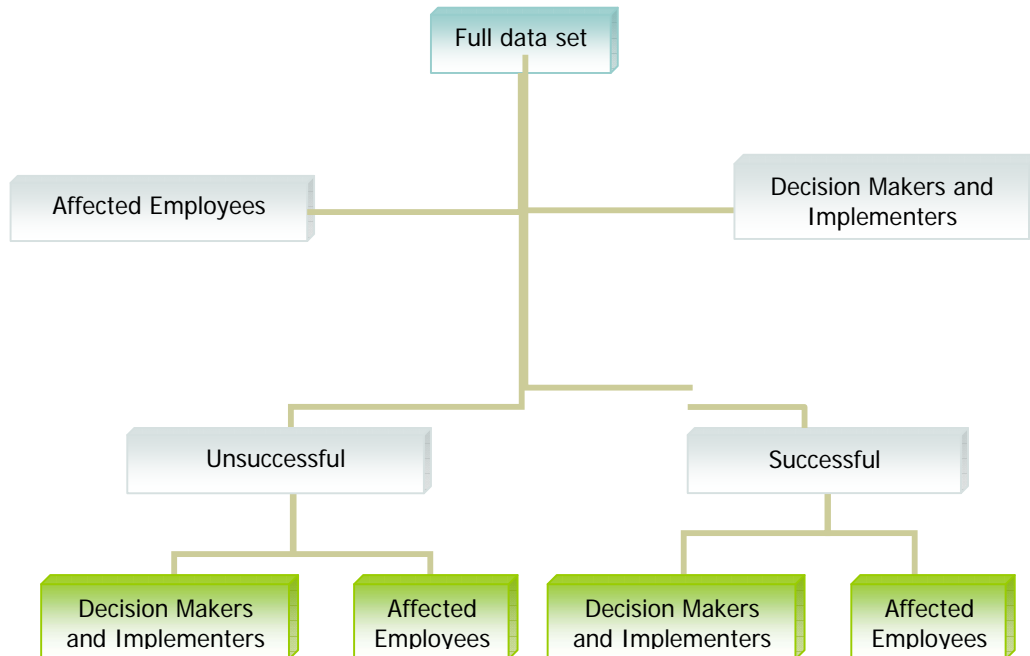 Full data set
Affected Employees
Decision Makers and
Implementers
Unsuccessful
Successful
Decision Makers
and Implementers
Affected
Employees
Decision Makers
and Implementers
Affected
Employees